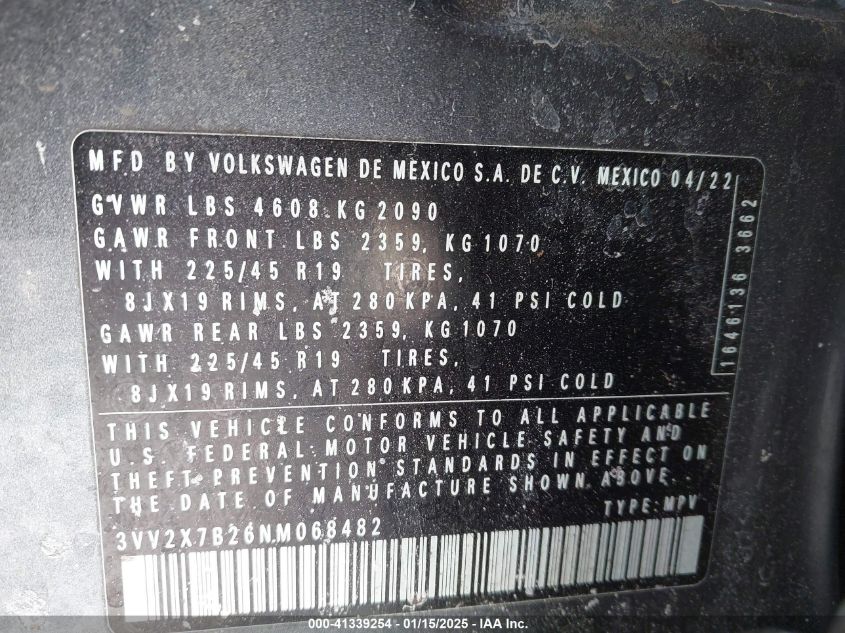 MFD BY VOLKSWAGEN DE MEXICO S.A. DE C.V. MEXICO 04/22
GVWR LBS 4608 KG 2090
GAWR FRONT LBS 2359, KG 1070
WITH 225/45 R19 TIRES,
8JX19 RIMS, AT 280 KPA, 41 PSI COLD
GAWR REAR LBS 2359, KG 1070
WITH 225/45 R19 TIRES,
8JX19 RIMS, AT 280 KPA, 41 PSI COLD
1646136 3662
THIS VEHICLE CONFORMS TO ALL APPLICABLE
U.S. FEDERAL MOTOR VEHICLE SAFETY AND
THEFT PREVENTION STANDARDS IN EFFECT ON
THE DATE OF MANUFACTURE SHOWN ABOVE.
TYPE: MPV
3VV2X7B26NM068482
000-41339254 - 01/15/2025 - IAAI.com